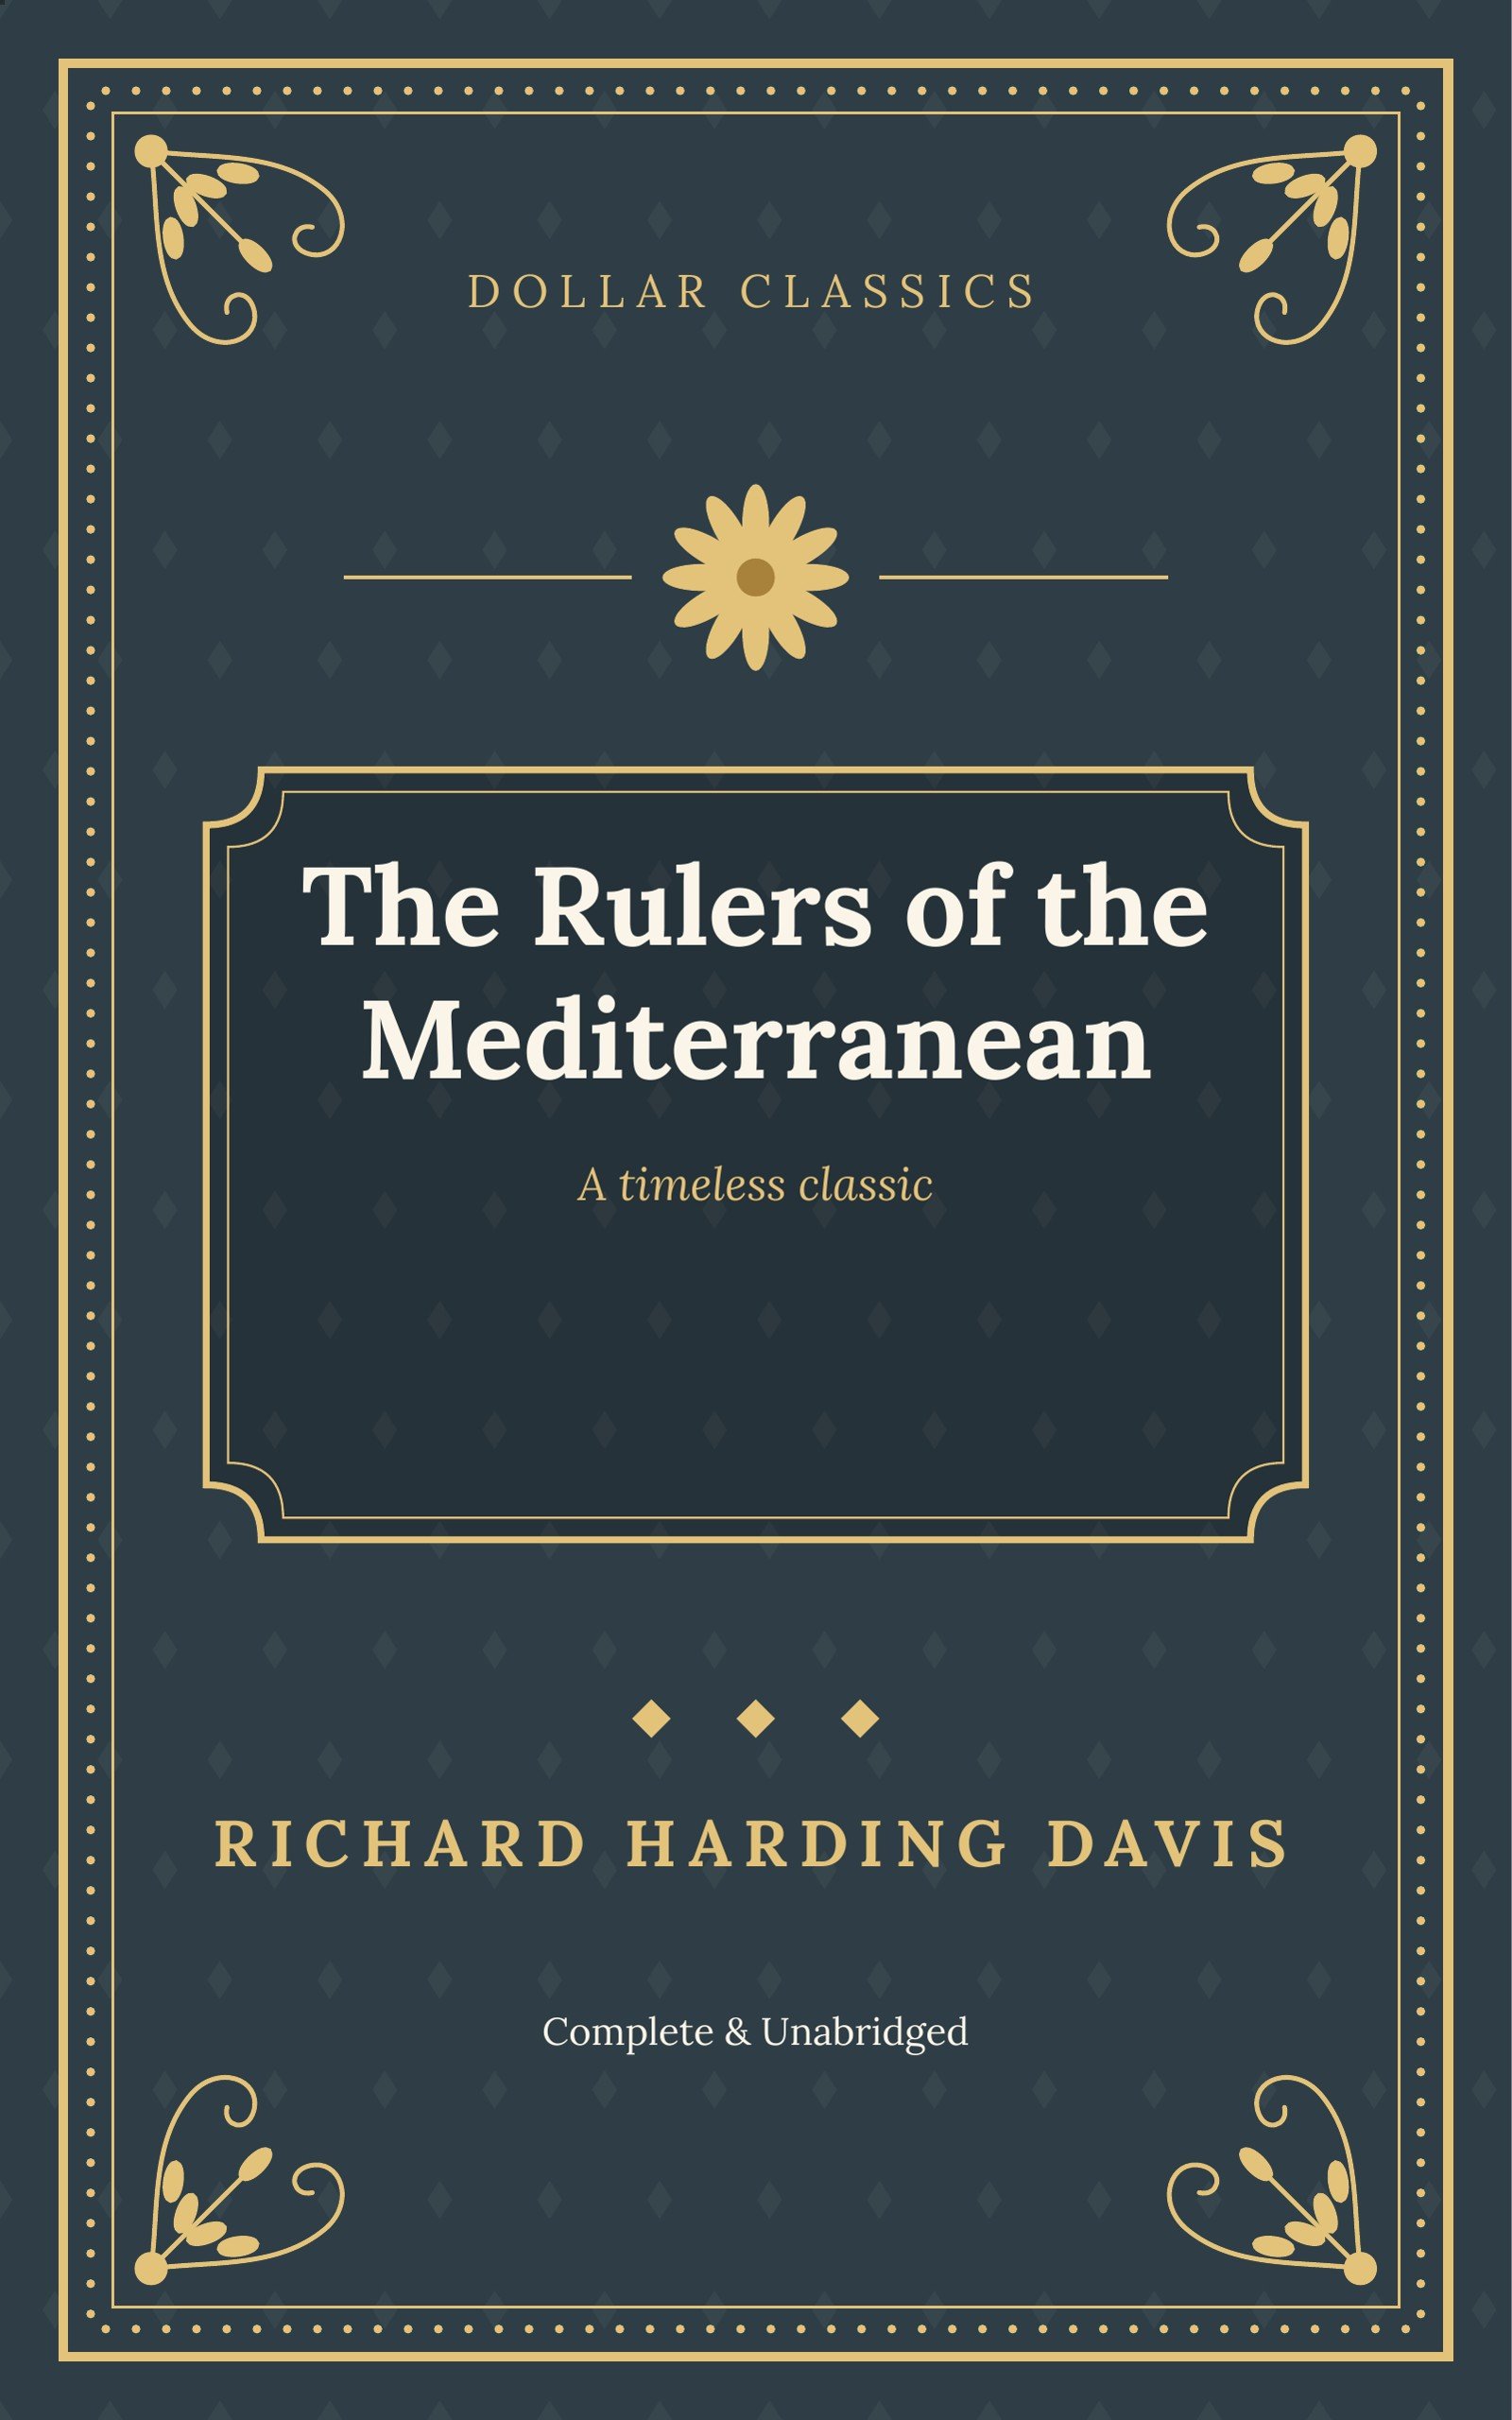 DOLLAR CLASSICS
The Rulers of the
Mediterranean
A timeless classic
RICHARD HARDING DAVIS
Complete & Unabridged